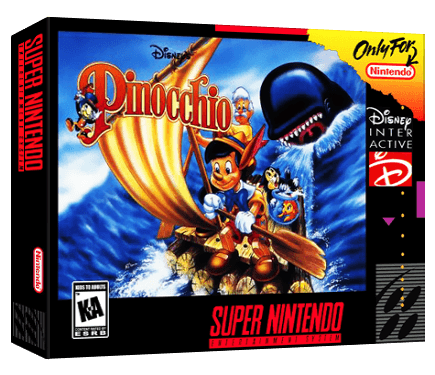 Disney's
Pinocchio
Only For
Nintendo
Disney
INTER
ACTIVE
D
KIDS TO ADULTS
K-A
CONTENT RATED BY
ESRB
SUPER NINTENDO
ENTERTAINMENT SYSTEM
SUPER NINTENDO
ENTERTAINMENT SYSTEM
Nintendo